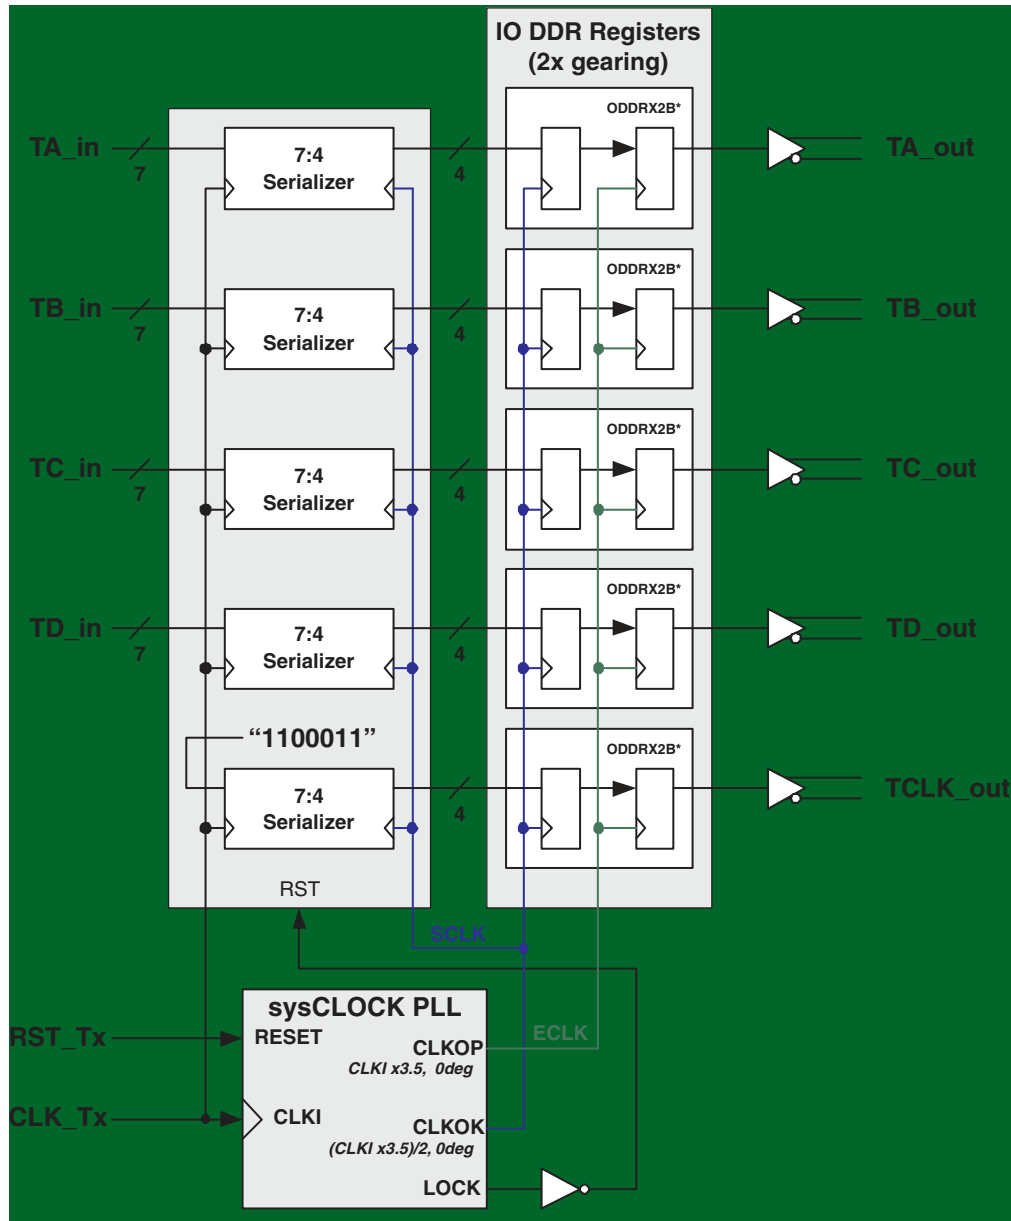 IO DDR Registers
(2x gearing)
ODDRX2B*
TA_in
7
7:4
Serializer
4
TA_out
ODDRX2B*
TB_in
7
7:4
Serializer
4
TB_out
ODDRX2B*
TC_in
7
7:4
Serializer
4
TC_out
ODDRX2B*
TD_in
7
7:4
Serializer
4
TD_out
“1100011”
ODDRX2B*
7:4
Serializer
4
TCLK_out
RST
SCLK
sysCLOCK PLL
RST_Tx
RESET
ECLK
CLKOP
CLKI x3.5, 0deg
CLK_Tx
CLKI
CLKOK
(CLKI x3.5)/2, 0deg
LOCK